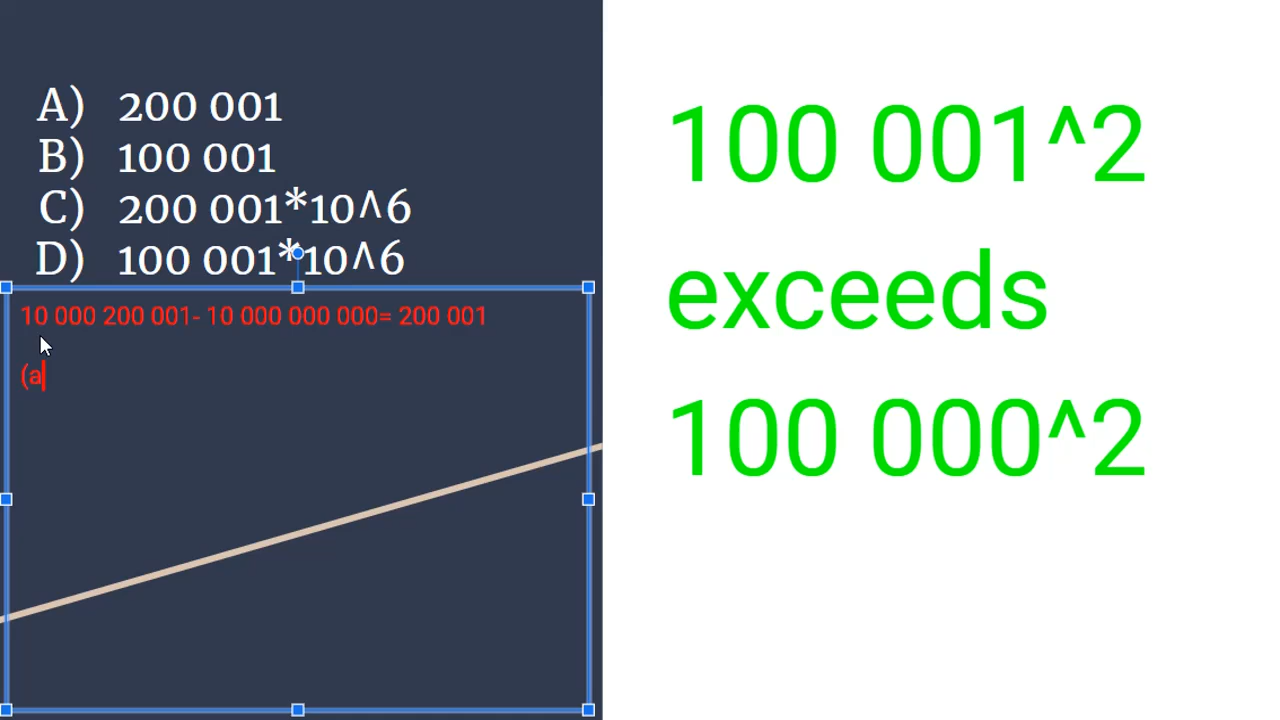 A) 200 001
B) 100 001
C) 200 001*10^6
D) 100 001*10^6
10 000 200 001- 10 000 000 000= 200 001
(a
100 001^2
exceeds
100 000^2